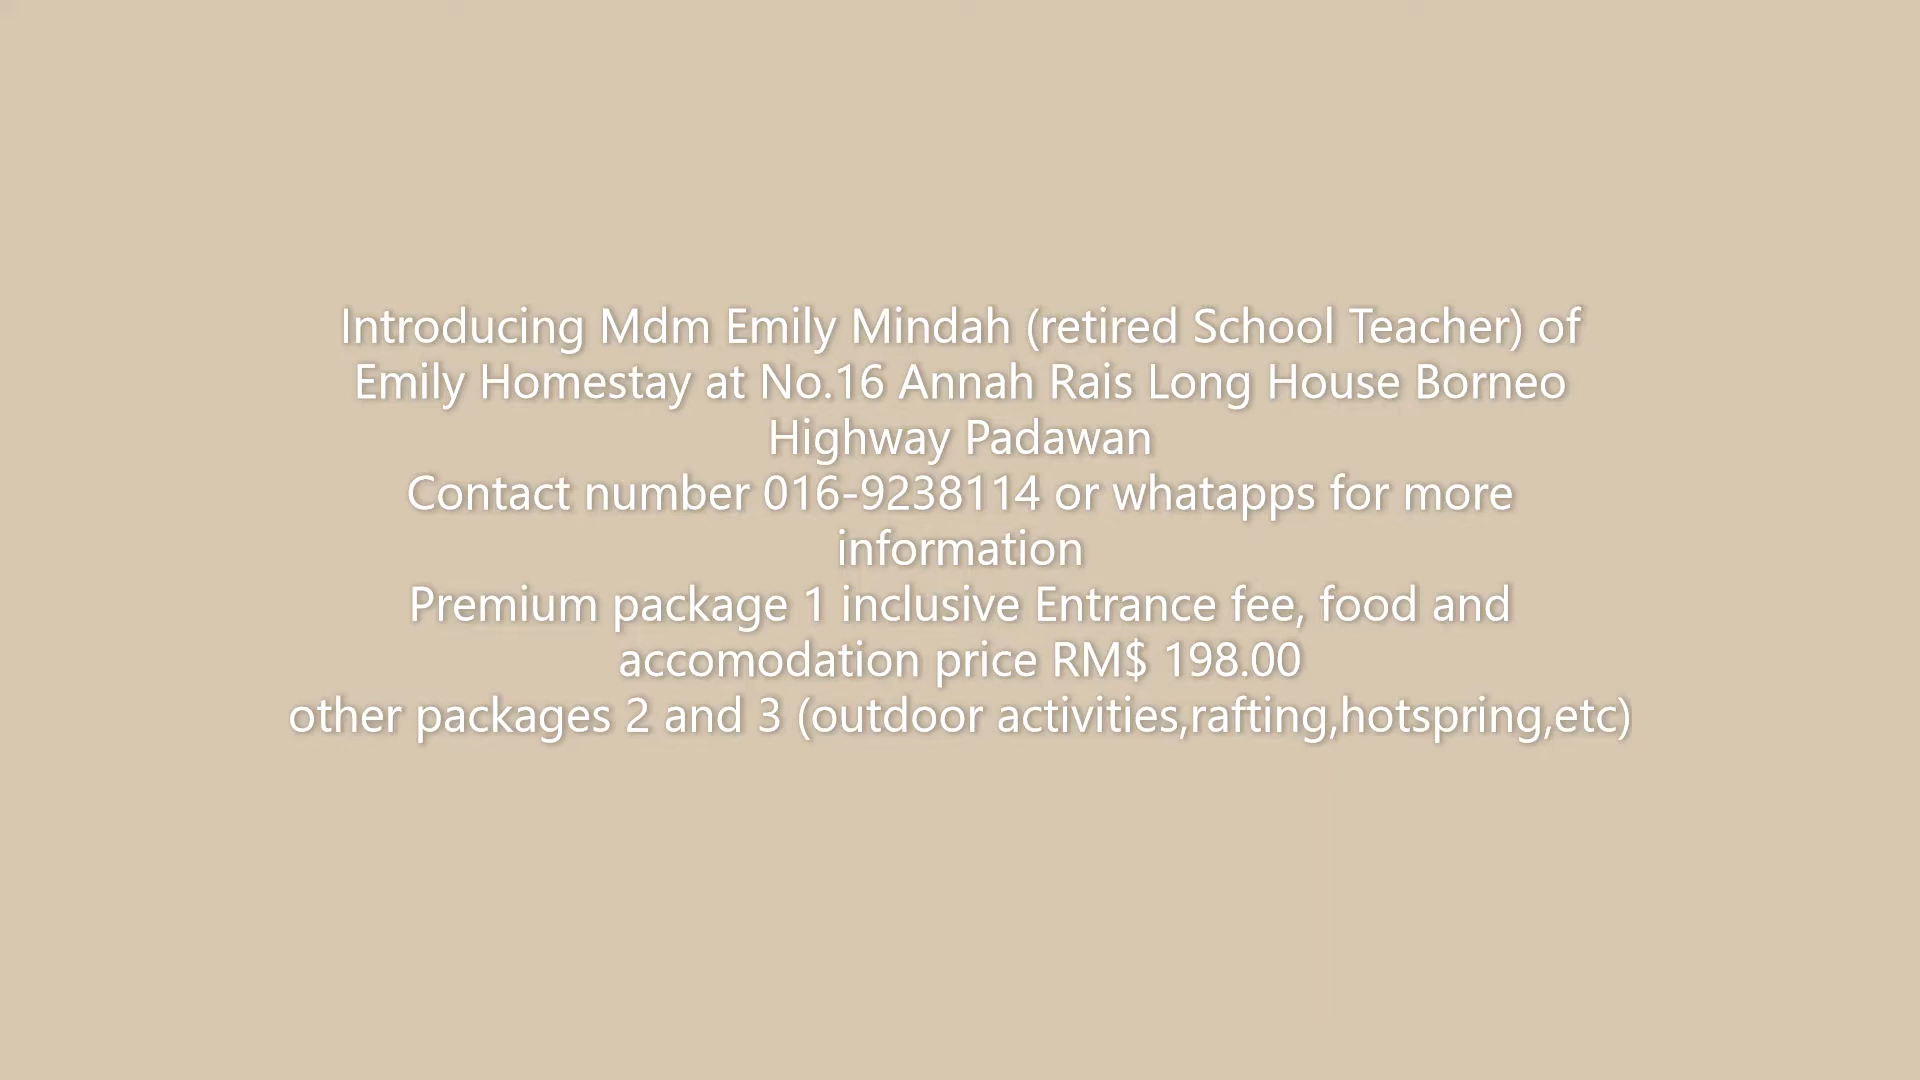 Introducing Mdm Emily Mindah (retired School Teacher) of
Emily Homestay at No.16 Annah Rais Long House Borneo
Highway Padawan
Contact number 016-9238114 or whatapps for more
information
Premium package 1 inclusive Entrance fee, food and
accomodation price RM$ 198.00
other packages 2 and 3 (outdoor activities,rafting,hotspring,etc)